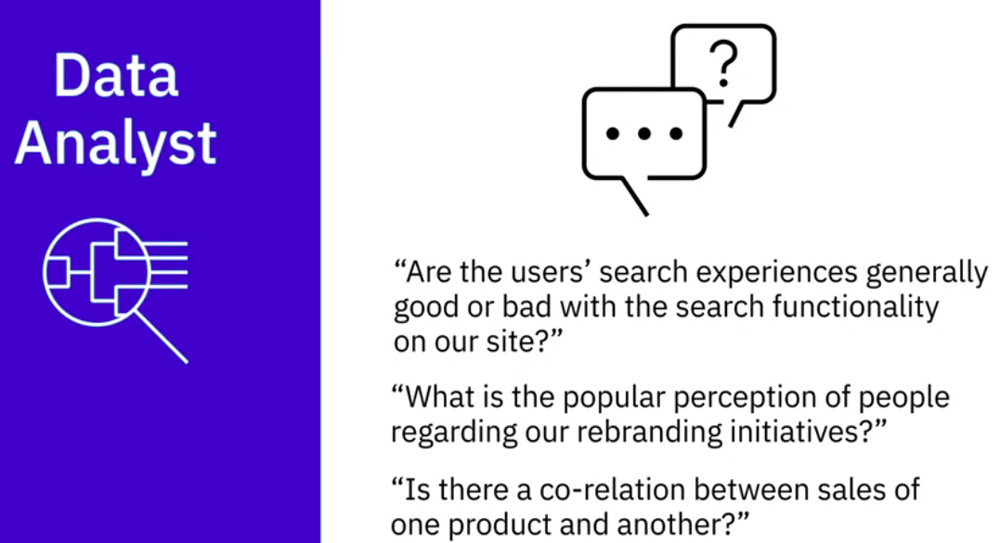 Data
Analyst
?
“Are the users’ search experiences generally
good or bad with the search functionality
on our site?”
“What is the popular perception of people
regarding our rebranding initiatives?”
“Is there a co-relation between sales of
one product and another?”